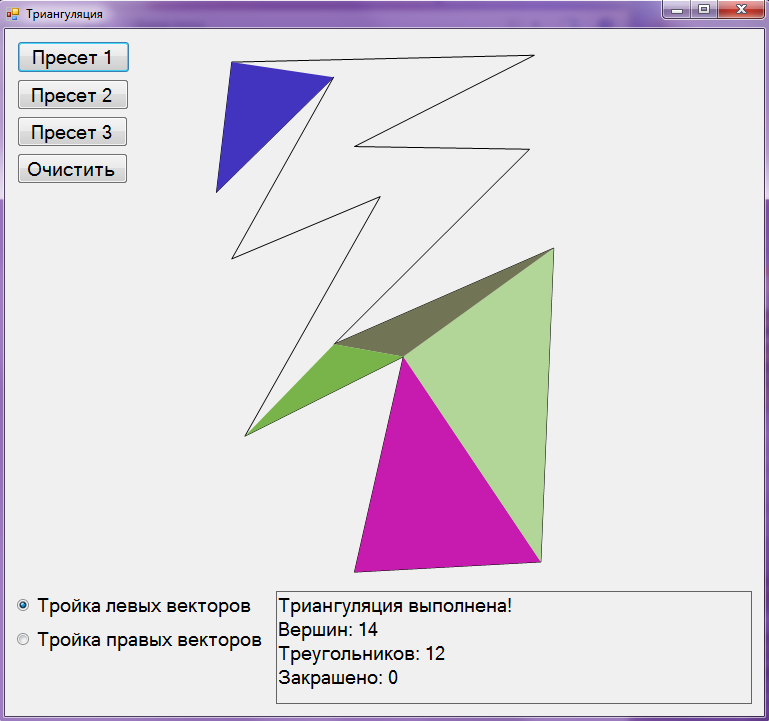 Триангуляция
Пресет 1
Пресет 2
Пресет 3
Очистить
Тройка левых векторов
Тройка правых векторов
Триангуляция выполнена!
Вершин: 14
Треугольников: 12
Закрашено: 0